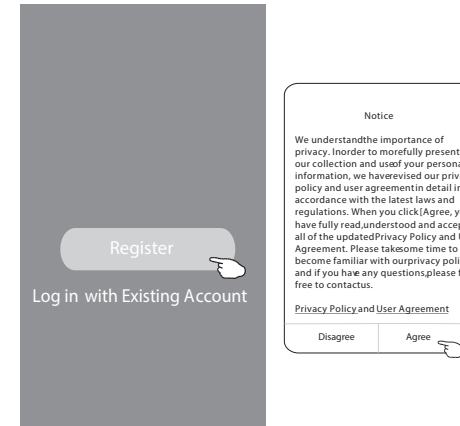 Register
Log in with Existing Account
Notice
We understandthe importance of
privacy. Inorder to morefully present
our collection and useof your
information, we haverevised our
policy and user agreementin detail
accordance with the latest laws and
regulations. When you click[Agree,
have fully read,understood and
all of the updatedPrivacy Policy and
Agreement. Please takesome time to
become familiar with ourprivacy
and if you have any questions,please
free to contactus.
Privacy Policy and User Agreement
Disagree
Agree